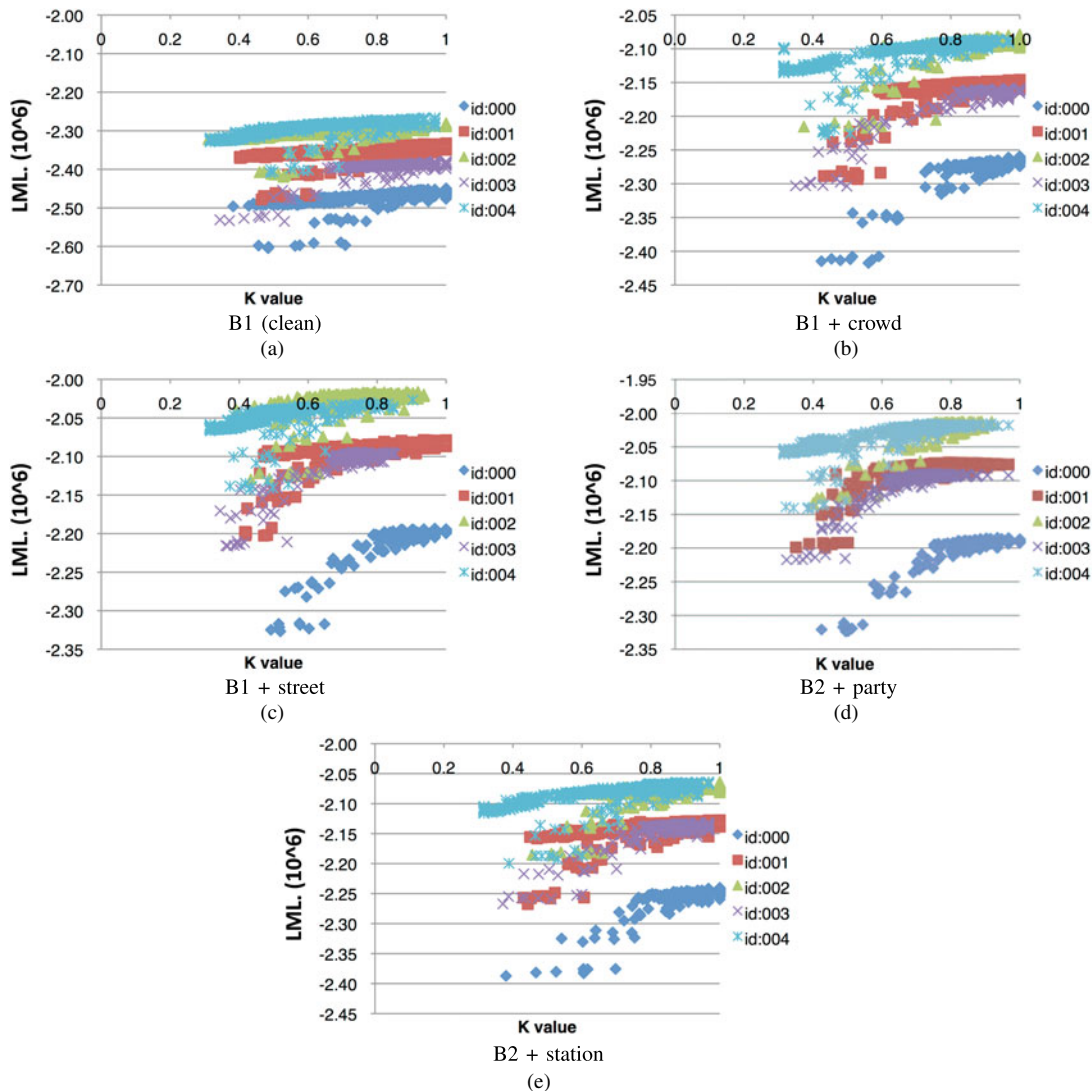 -2.00
0 0.2 0.4 0.6 0.8 1
-2.10
-2.20
-2.30
-2.40
-2.50
-2.60
-2.70
LML. (10^6)
K value
id:000
id:001
id:002
id:003
id:004
B1 (clean)
(a)
-2.05
0.0 0.2 0.4 0.6 0.8 1.0
-2.10
-2.15
-2.20
-2.25
-2.30
-2.35
-2.40
-2.45
LML. (10^6)
K value
id:000
id:001
id:002
id:003
id:004
B1 + crowd
(b)
-2.00
0 0.2 0.4 0.6 0.8 1
-2.05
-2.10
-2.15
-2.20
-2.25
-2.30
-2.35
LML. (10^6)
K value
id:000
id:001
id:002
id:003
id:004
B1 + street
(c)
-1.95
0 0.2 0.4 0.6 0.8 1
-2.00
-2.05
-2.10
-2.15
-2.20
-2.25
-2.30
-2.35
LML. (10^6)
K value
id:000
id:001
id:002
id:003
id:004
B2 + party
(d)
-2.00
0 0.2 0.4 0.6 0.8 1
-2.05
-2.10
-2.15
-2.20
-2.25
-2.30
-2.35
-2.40
-2.45
LML. (10^6)
K value
id:000
id:001
id:002
id:003
id:004
B2 + station
(e)